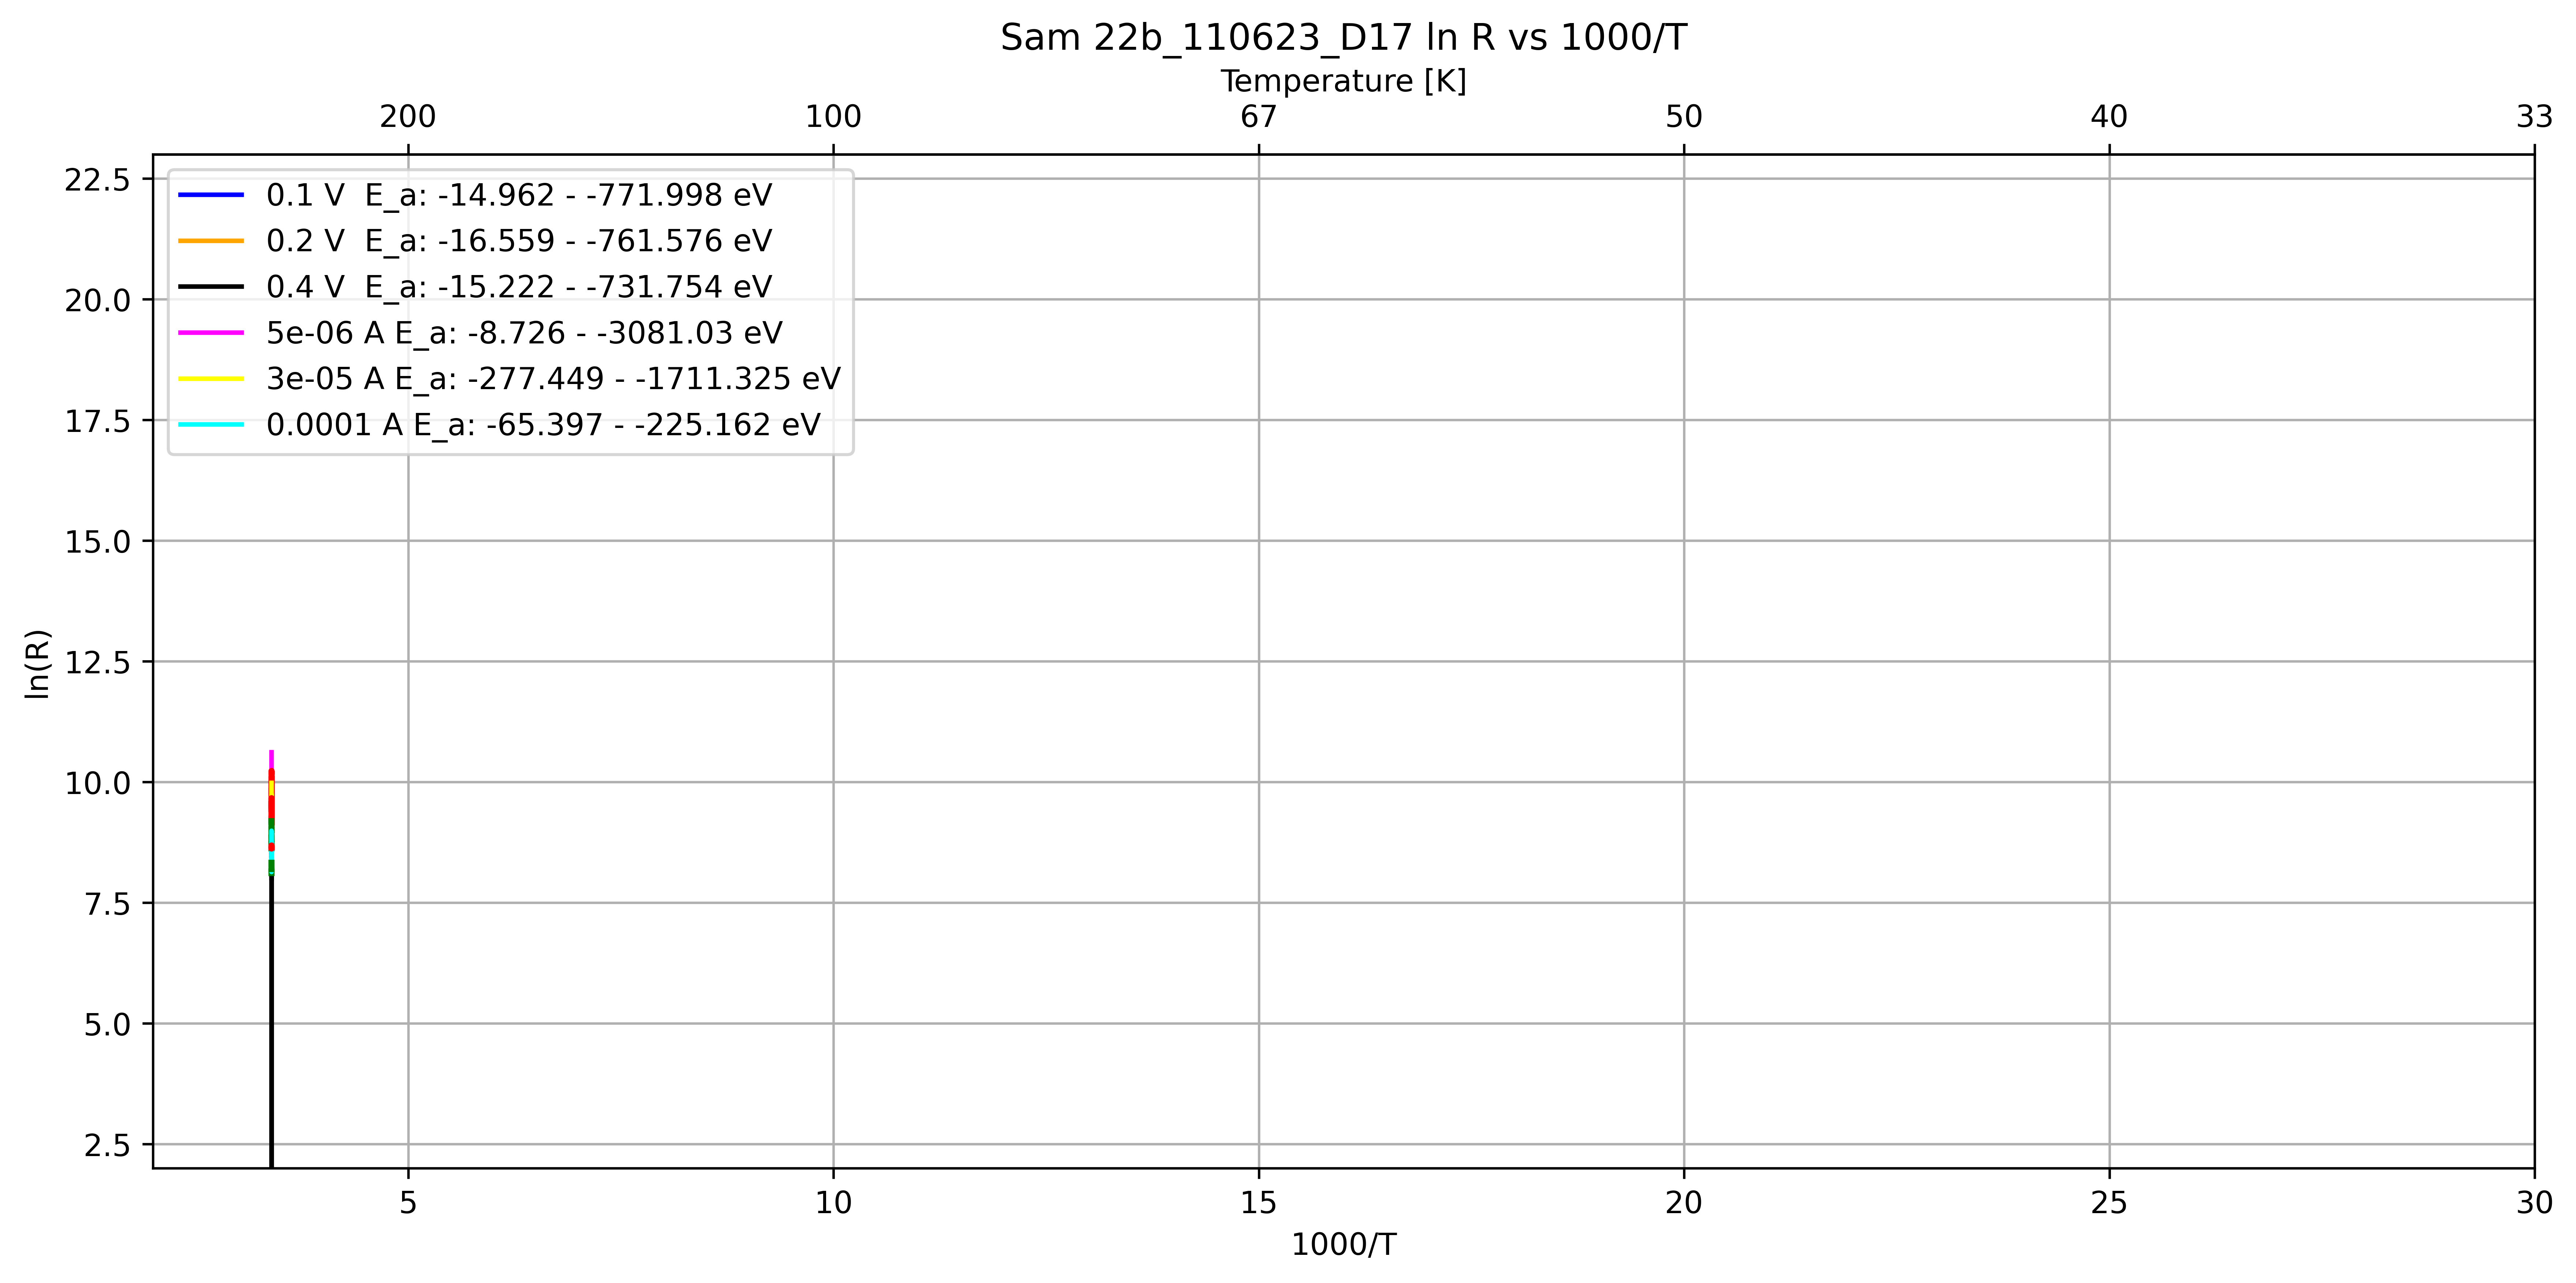 Sam 22b_110623_D17 ln R vs 1000/T
Temperature [K]
200 100 67 50 40 33
22.5
20.0
17.5
15.0
12.5
10.0
7.5
5.0
2.5
ln(R)
0.1 V  E_a: -14.962 - -771.998 eV
0.2 V  E_a: -16.559 - -761.576 eV
0.4 V  E_a: -15.222 - -731.754 eV
5e-06 A E_a: -8.726 - -3081.03 eV
3e-05 A E_a: -277.449 - -1711.325 eV
0.0001 A E_a: -65.397 - -225.162 eV
5 10 15 20 25 30
1000/T